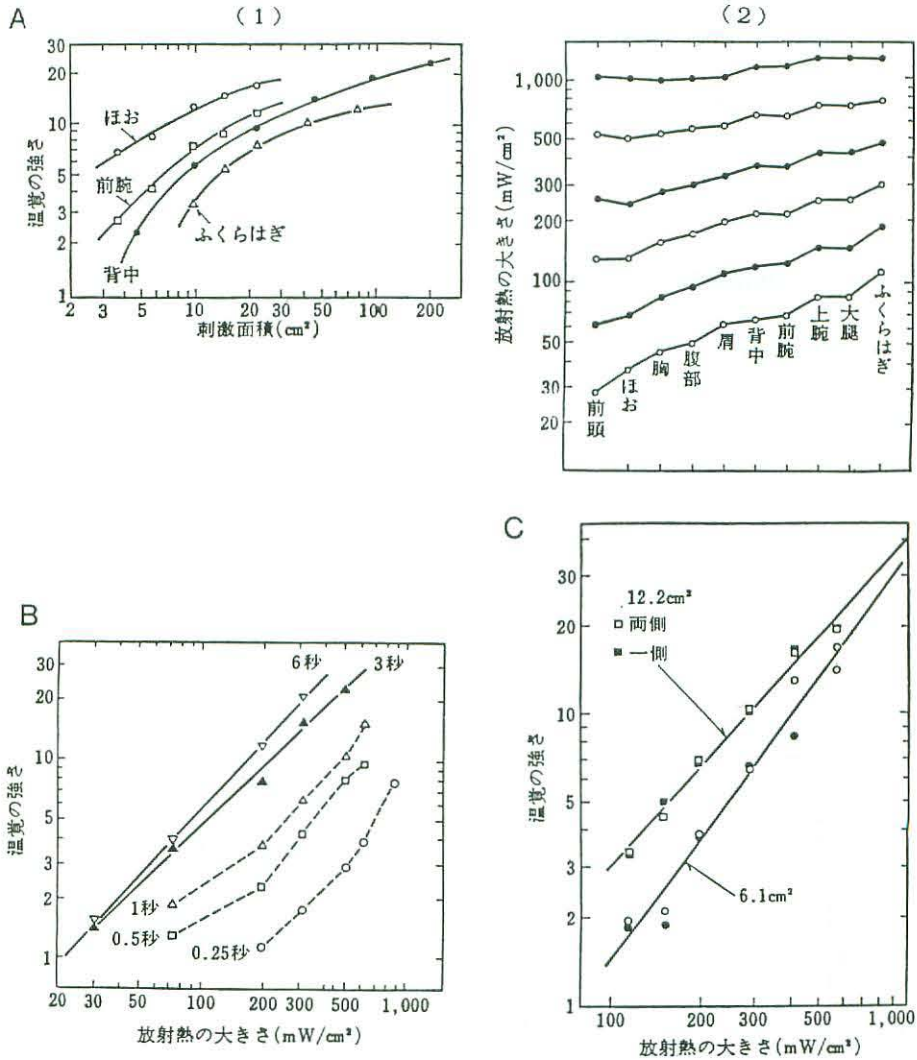 A
(1)
30
20
10
5
3
2
1
温覚の強さ
ほお
前腕
背中
ふくらはぎ
2 3 5 10 20 30 50 100 200
刺激面積(cm²)
(2)
1,000
500
300
200
100
50
30
20
放射熱の大きさ(mW/cm²)
前頭
ほお
胸
腹部
肩
背中
前腕
上腕
大腿
ふくらはぎ
B
30
20
10
5
3
2
1
温覚の強さ
6秒
3秒
1秒
0.5秒
0.25秒
20 30 50 100 200 300 500 1,000
放射熱の大きさ(mW/cm²)
C
30
20
10
5
3
2
1
温覚の強さ
12.2cm²
両側
一側
6.1cm²
100 200 300 500 1,000
放射熱の大きさ(mW/cm²)